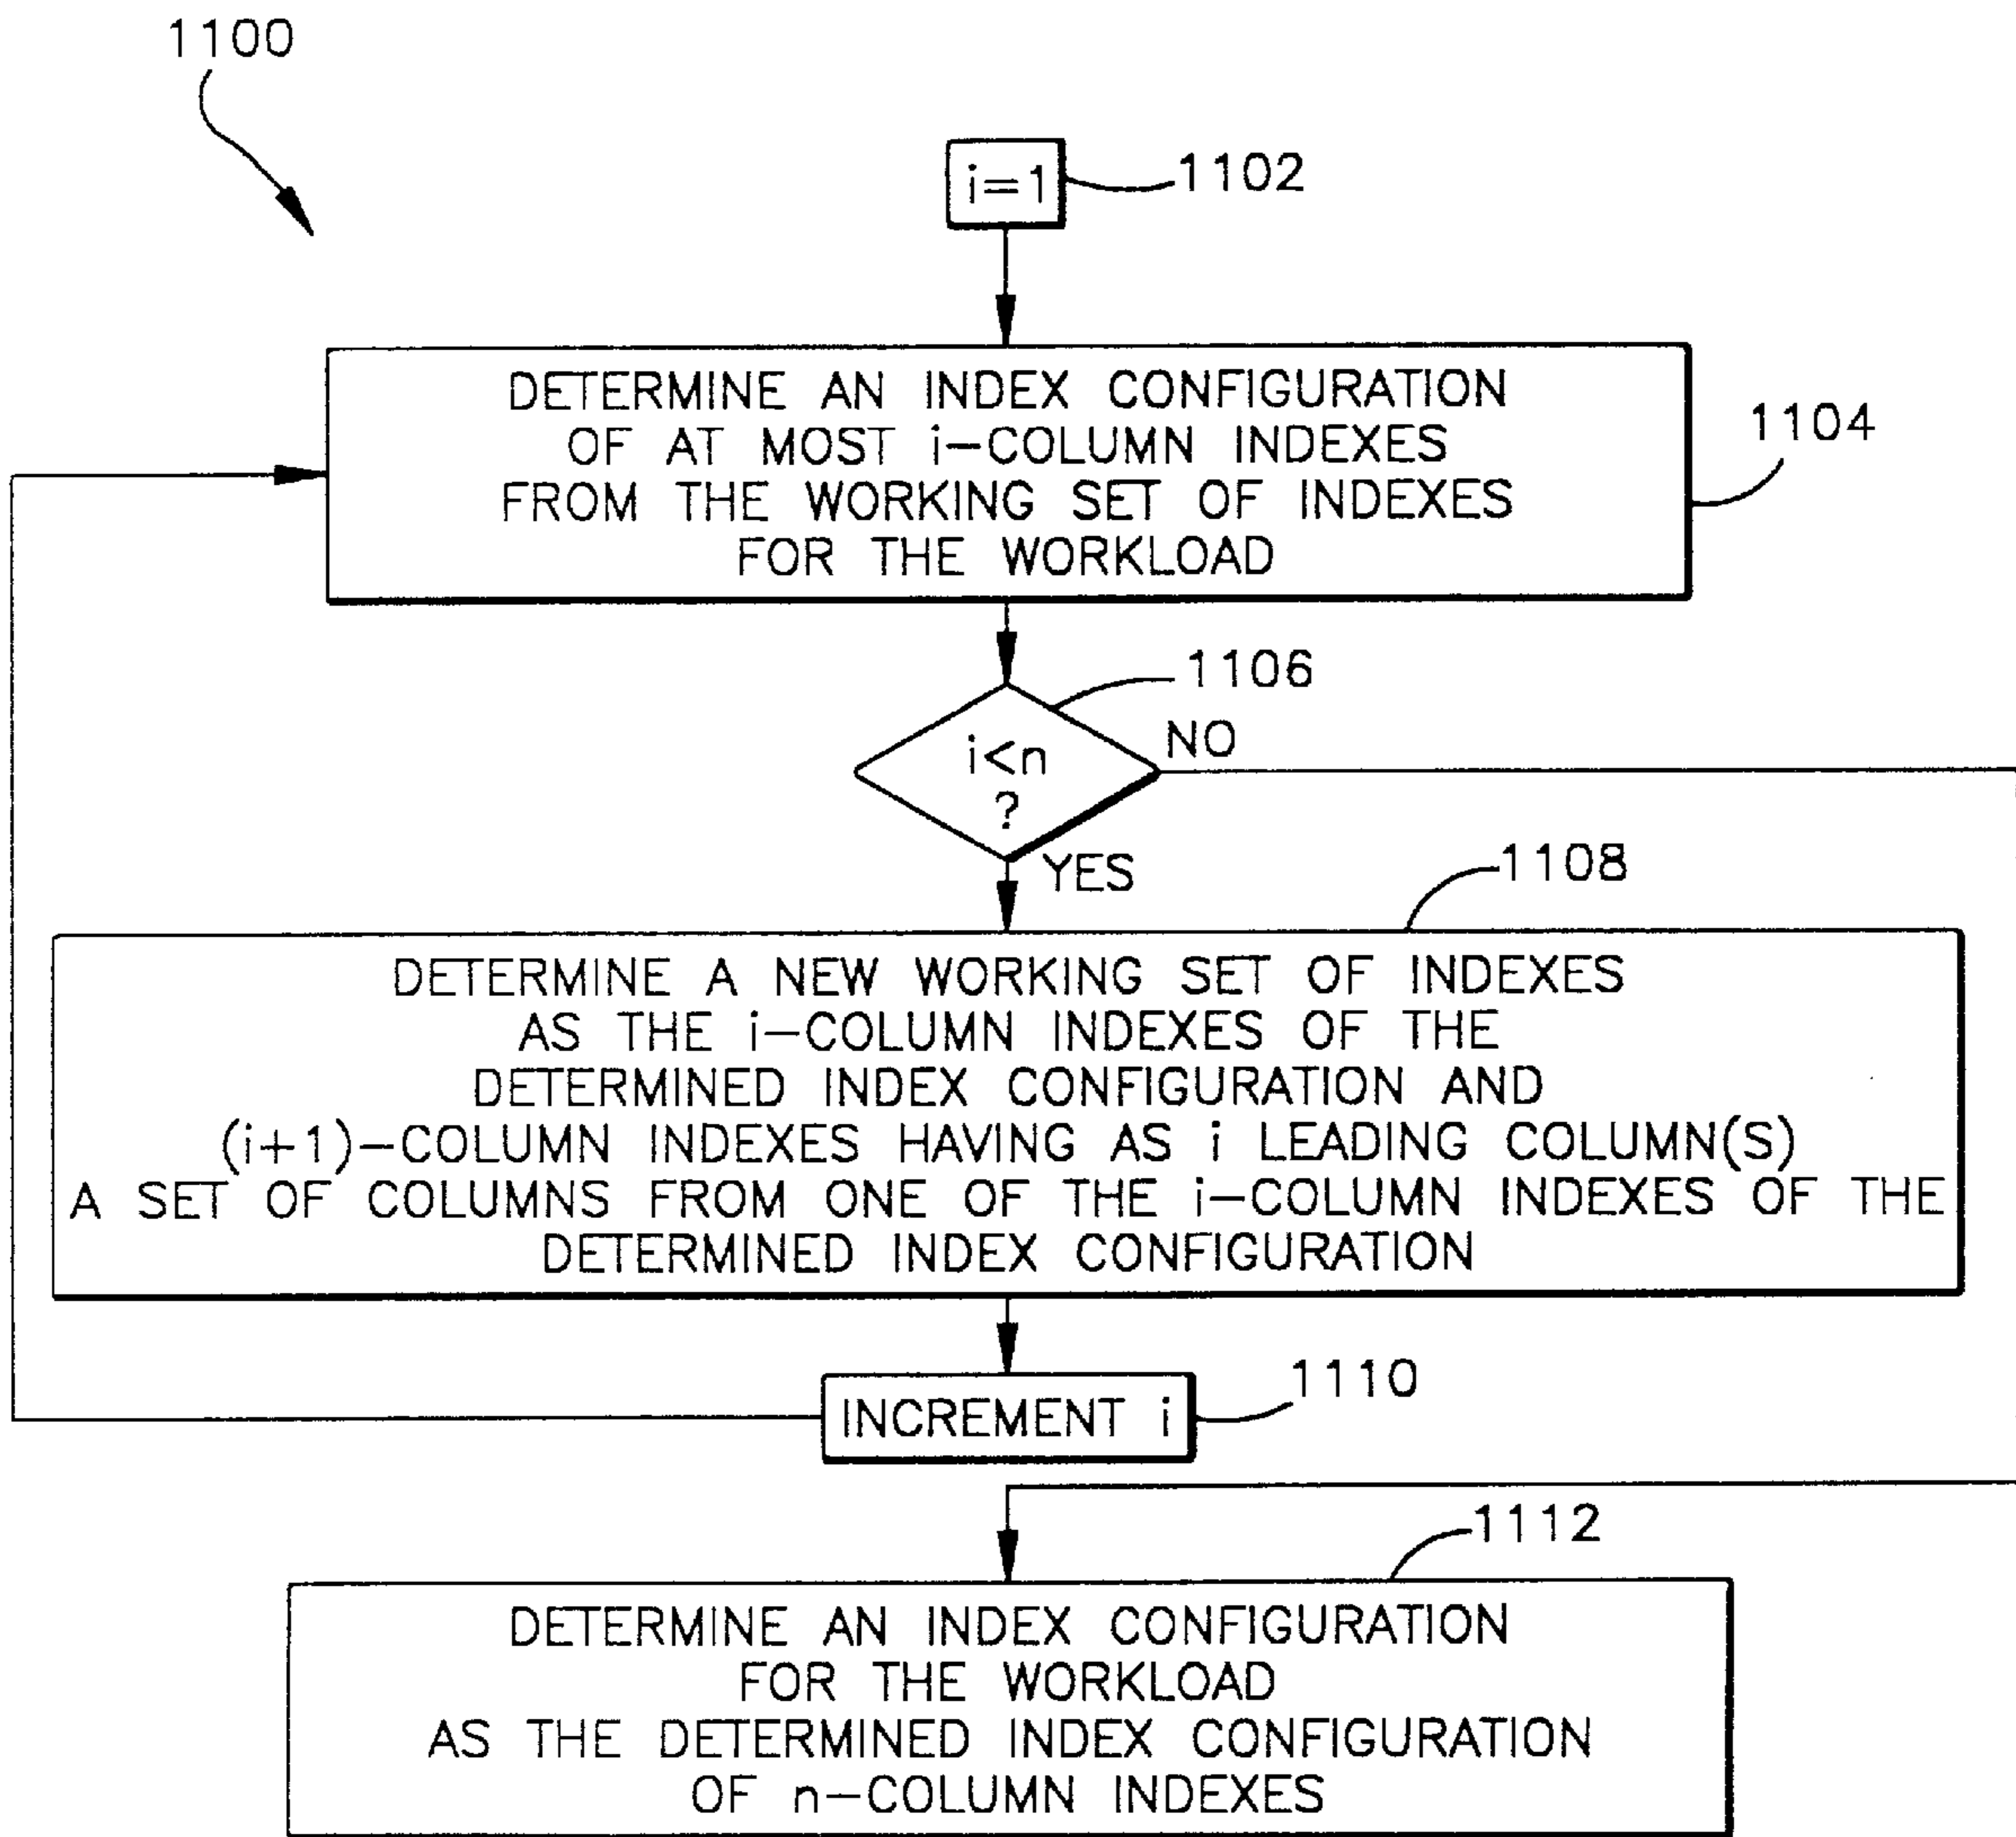 1100
i=1
1102
DETERMINE AN INDEX CONFIGURATION
OF AT MOST i-COLUMN INDEXES
FROM THE WORKING SET OF INDEXES
FOR THE WORKLOAD
1104
1106
i<n
?
NO
YES
1108
DETERMINE A NEW WORKING SET OF INDEXES
AS THE i-COLUMN INDEXES OF THE
DETERMINED INDEX CONFIGURATION AND
(i+1)-COLUMN INDEXES HAVING AS i LEADING COLUMN(S)
A SET OF COLUMNS FROM ONE OF THE i-COLUMN INDEXES OF THE
DETERMINED INDEX CONFIGURATION
INCREMENT i
1110
1112
DETERMINE AN INDEX CONFIGURATION
FOR THE WORKLOAD
AS THE DETERMINED INDEX CONFIGURATION
OF n-COLUMN INDEXES